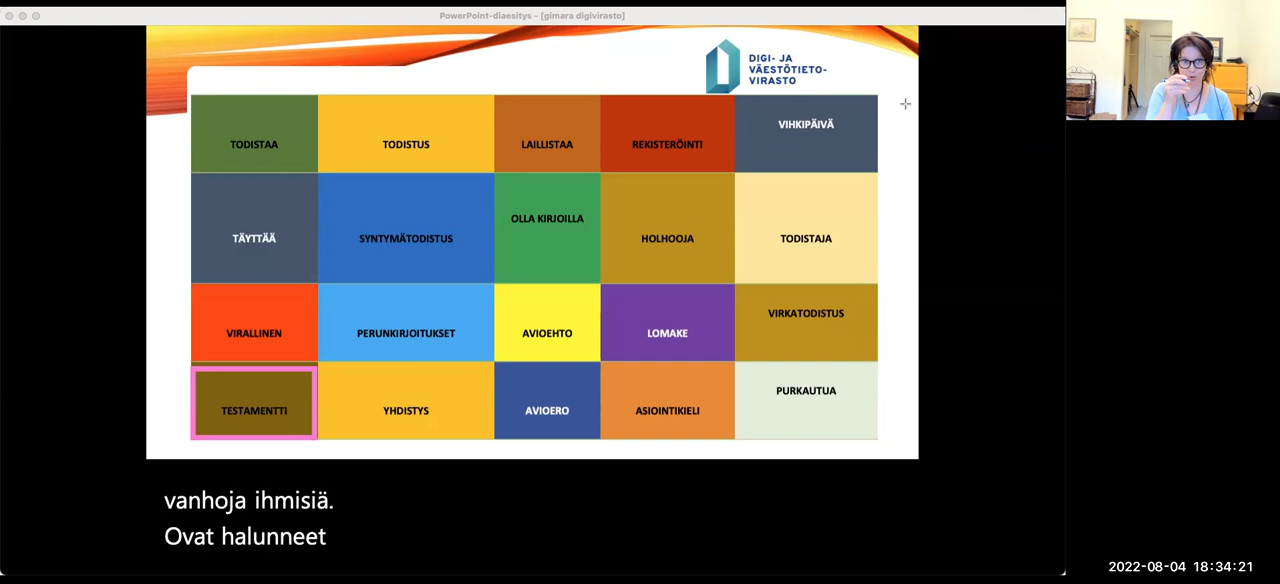 PowerPoint-diaesitys - [gimara digivirasto]
DIGI- JA
VÄESTÖTIETO-
VIRASTO
TODISTAA
TODISTUS
LAILLISTAA
REKISTERÖINTI
VIHKIPÄIVÄ
TÄYTTÄÄ
SYNTYMÄTODISTUS
OLLA KIRJOILLA
HOLHOOJA
TODISTAJA
VIRALLINEN
PERUNKIRJOITUKSET
AVIOEHTO
LOMAKE
VIRKATODISTUS
TESTAMENTTI
YHDISTYS
AVIOERO
ASIOINTIKIELI
PURKAUTUA
vanhoja ihmisiä.
Ovat halunneet
2022-08-04 18:34:21